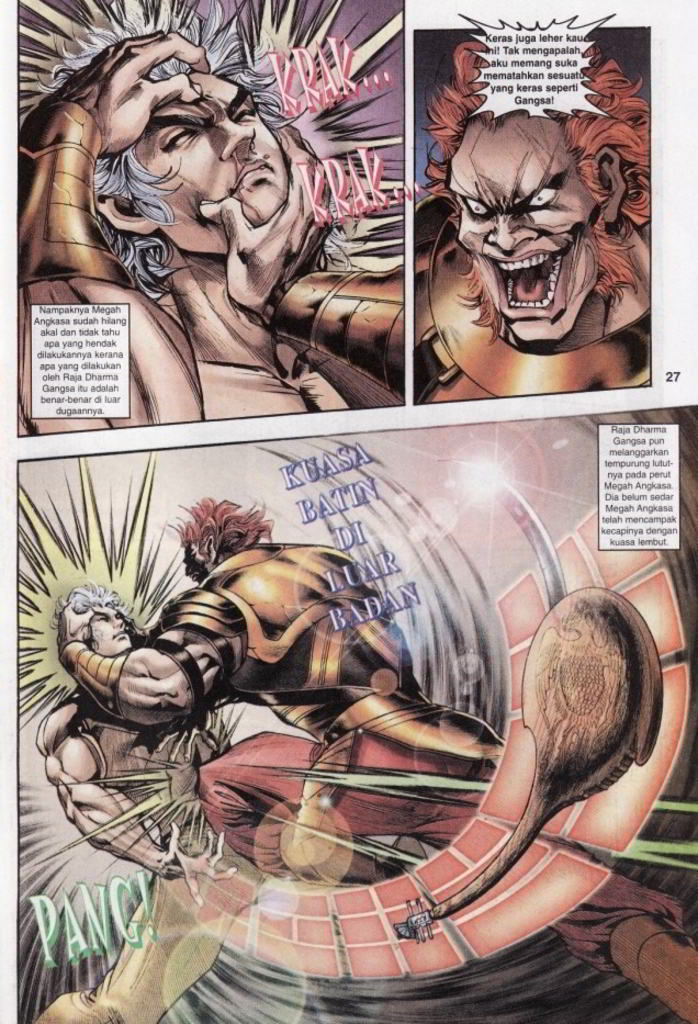 KRAK...
KRAK...
Nampaknya Megah
Angkasa sudah hilang
akal dan tidak tahu
apa yang hendak
dilakukannya kerana
apa yang dilakukan
oleh Raja Dharma
Gangsa itu adalah
benar-benar di luar
dugaannya.
Keras juga leher kau
ni! Tak mengapalah,
aku memang suka
mematahkan sesuatu
yang keras seperti
Gangsa!
27
KUASA
BATIN
DI
LUAR
BADAN
Raja Dharma
Gangsa pun
melanggarkan
tempurung lutut-
nya pada perut
Megah Angkasa.
Dia belum sedar
Megah Angkasa
telah mencampak
kecapinya dengan
kuasa lembut.
PANG!